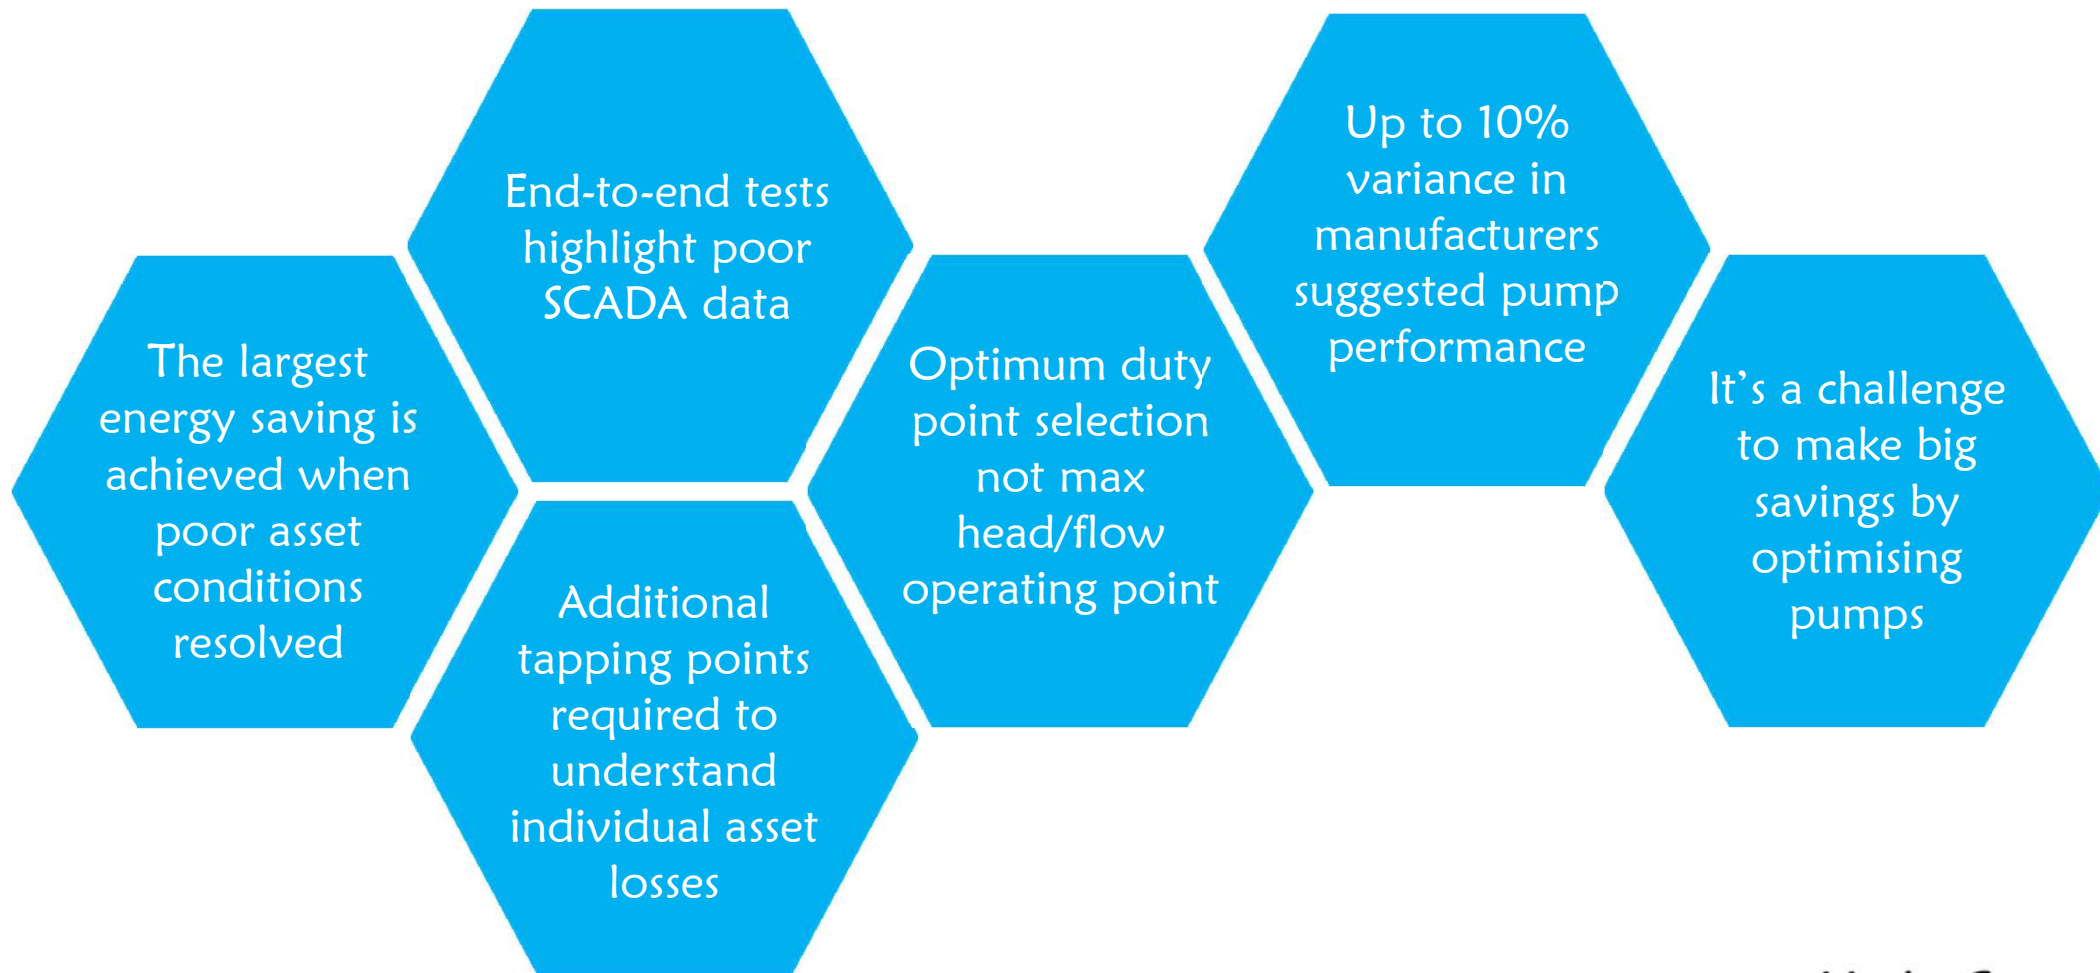 The largest
energy saving is
achieved when
poor asset
conditions
resolved
End-to-end tests
highlight poor
SCADA data
Additional
tapping points
required to
understand
individual asset
losses
Optimum duty
point selection
not max
head/flow
operating point
Up to 10%
variance in
manufacturers
suggested pump
performance
It’s a challenge
to make big
savings by
optimising
pumps